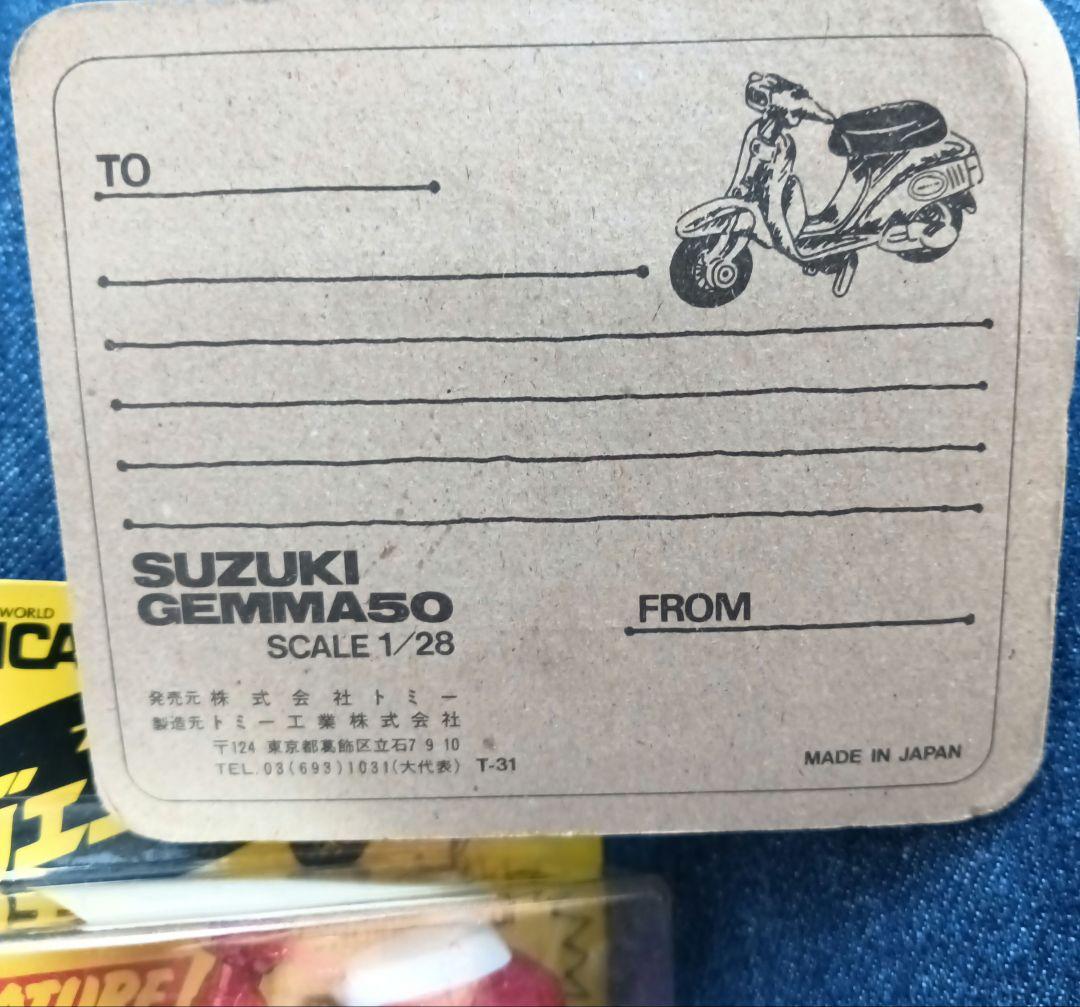 TO
SUZUKI
GEMMA50
SCALE 1/28
FROM
発売元 株式会社トミー
製造元 トミー工業株式会社
〒124 東京都葛飾区立石7 9 10
TEL.03(693)1031(大代表) T-31
MADE IN JAPAN
WORLD